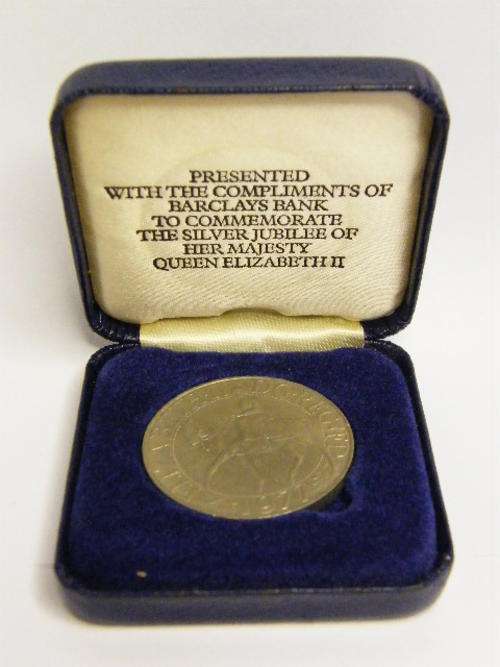 PRESENTED
WITH THE COMPLIMENTS OF
BARCLAYS BANK
TO COMMEMORATE
THE SILVER JUBILEE OF
HER MAJESTY
QUEEN ELIZABETH II